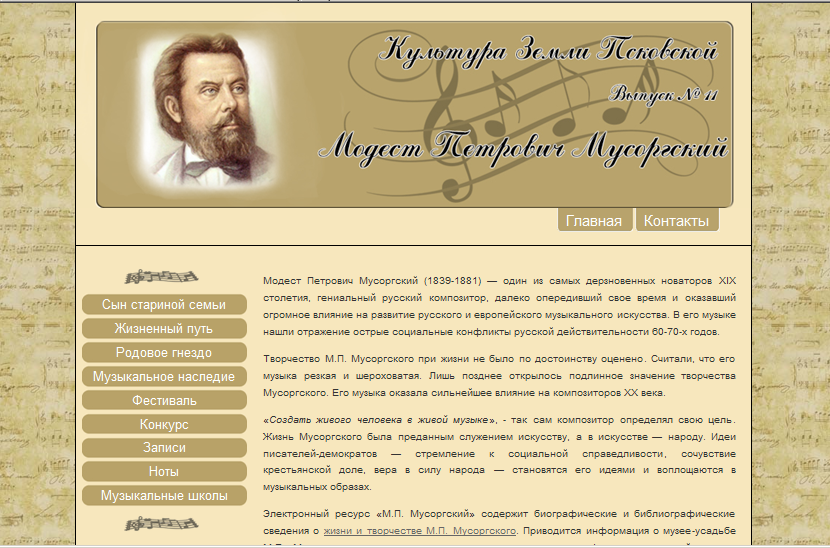 Культура Земли Псковской
Выпуск № 11
Модест Петрович Мусоргский
Главная Контакты
Сын стариной семьи
Жизненный путь
Родовое гнездо
Музыкальное наследие
Фестиваль
Конкурс
Записи
Ноты
Музыкальные школы
Модест Петрович Мусоргский (1839-1881) — один из самых дерзновенных новаторов XIX
столетия, гениальный русский композитор, далеко опередивший свое время и оказавший
огромное влияние на развитие русского и европейского музыкального искусства. В его музыке
нашли отражение острые социальные конфликты русской действительности 60-70-х годов.
Творчество М.П. Мусоргского при жизни не было по достоинству оценено. Считали, что его
музыка резкая и шероховатая. Лишь позднее открылось подлинное значение творчества
Мусоргского. Его музыка оказала сильнейшее влияние на композиторов XX века.
«Создать живого человека в живой музыке», - так сам композитор определял свою цель.
Жизнь Мусоргского была преданным служением искусству, а в искусстве — народу. Идеи
писателей-демократов — стремление к социальной справедливости, сочувствие
крестьянской доле, вера в силу народа — становятся его идеями и воплощаются в
музыкальных образах.
Электронный ресурс «М.П. Мусоргский» содержит биографические и библиографические
сведения о жизни и творчестве М.П. Мусоргского. Приводится информация о музее-усадьбе